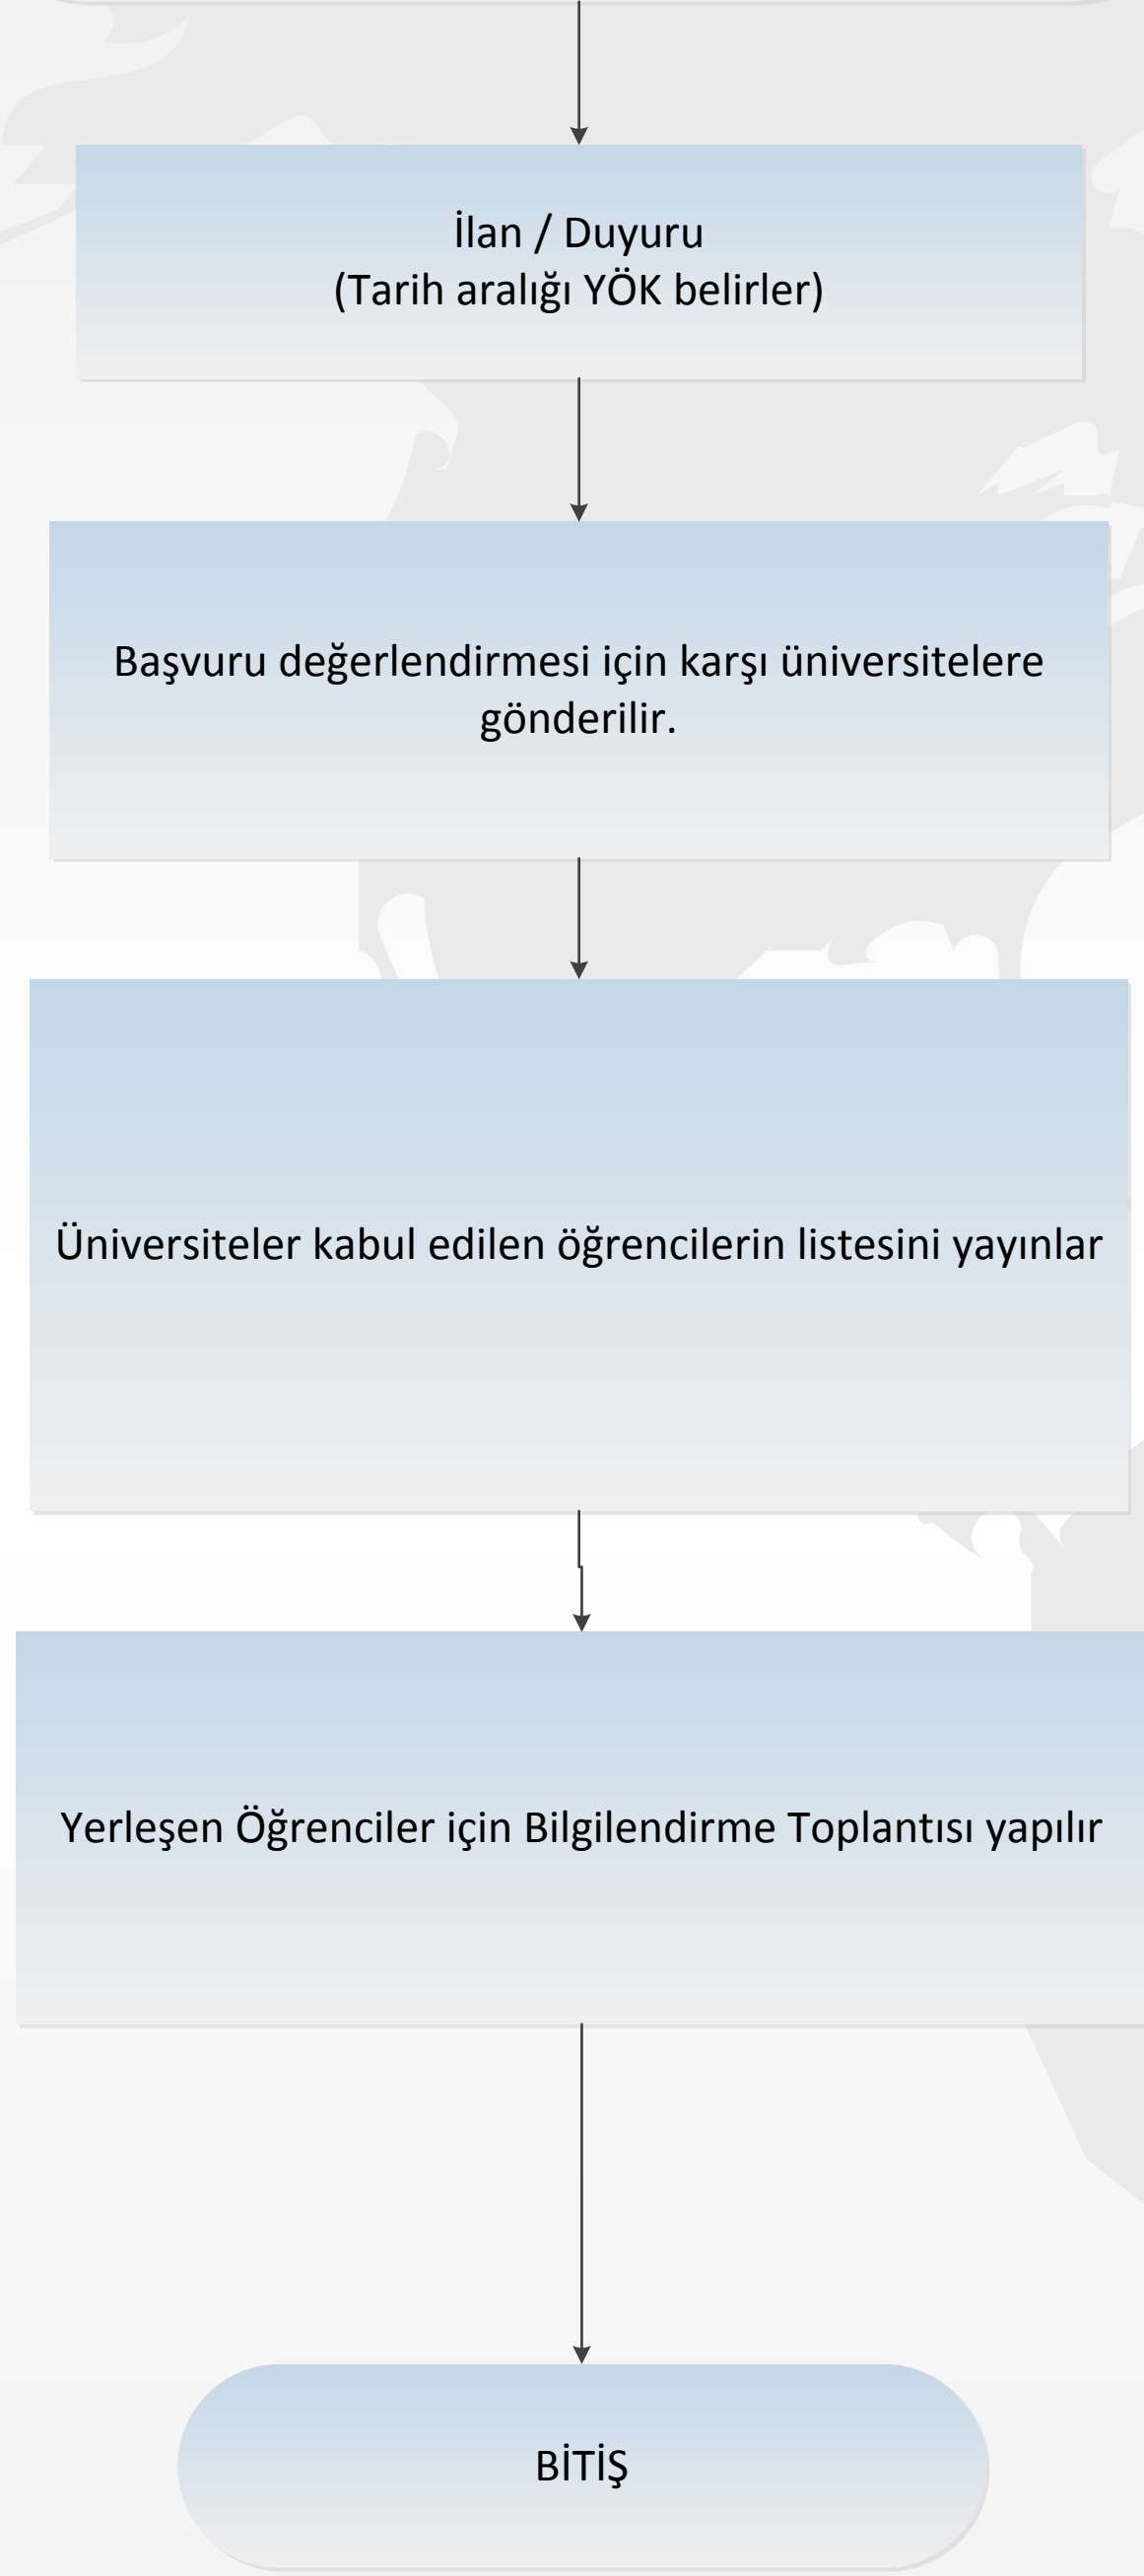 İlan / Duyuru
(Tarih aralığı YÖK belirler)
Başvuru değerlendirmesi için karşı üniversitelere
gönderilir.
Üniversiteler kabul edilen öğrencilerin listesini yayınlar
Yerleşen Öğrenciler için Bilgilendirme Toplantısı yapılır
BİTİŞ